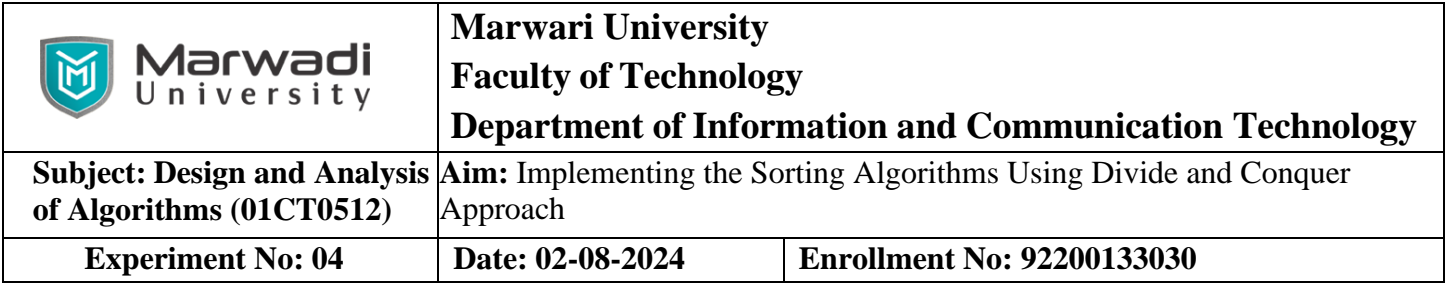 Marwadi
University
Marwari University
Faculty of Technology
Department of Information and Communication Technology
Subject: Design and Analysis
of Algorithms (01CT0512)
Aim: Implementing the Sorting Algorithms Using Divide and Conquer
Approach
Experiment No: 04
Date: 02-08-2024
Enrollment No: 92200133030